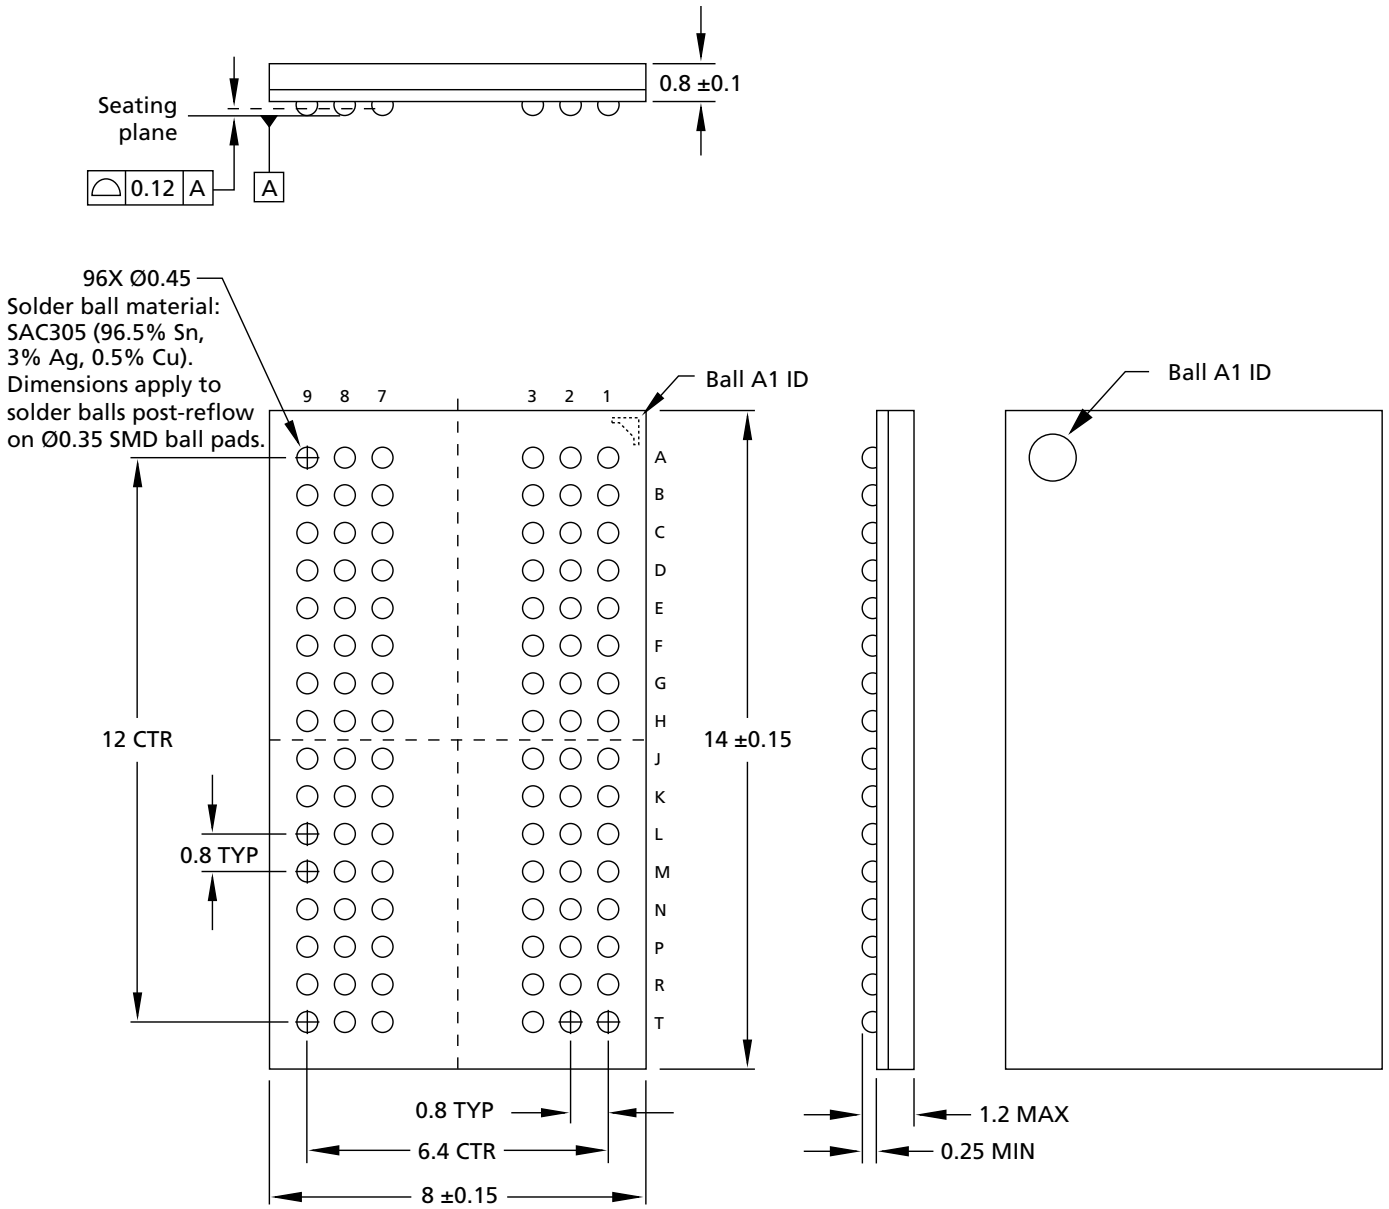 0.8 ±0.1
Seating
plane
0.12 A
A
96X Ø0.45
Solder ball material:
SAC305 (96.5% Sn,
3% Ag, 0.5% Cu).
Dimensions apply to
solder balls post-reflow
on Ø0.35 SMD ball pads.
Ball A1 ID
Ball A1 ID
9 8 7 3 2 1
A
B
C
D
E
F
G
H
12 CTR
14 ±0.15
J
K
L
0.8 TYP
M
N
P
R
T
0.8 TYP
1.2 MAX
6.4 CTR
0.25 MIN
8 ±0.15